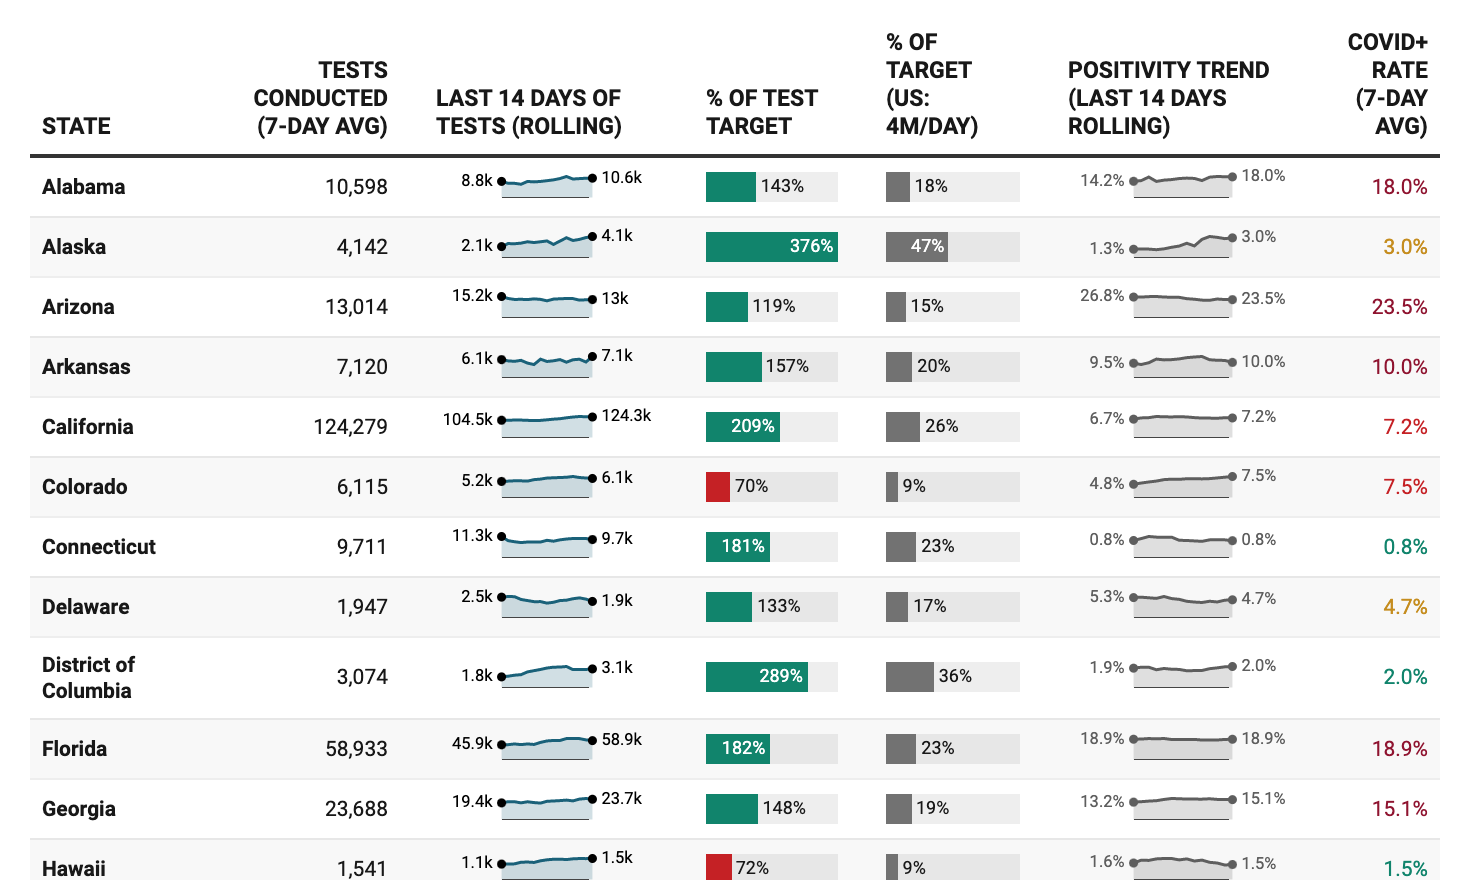 STATE
TESTS
CONDUCTED
(7-DAY AVG)
LAST 14 DAYS OF
TESTS (ROLLING)
% OF TEST
TARGET
% OF
TARGET
(US:
4M/DAY)
POSITIVITY TREND
(LAST 14 DAYS
ROLLING)
COVID+
RATE
(7-DAY
AVG)
Alabama 10,598 8.8k 10.6k 143% 18% 14.2% 18.0% 18.0%
Alaska 4,142 2.1k 4.1k 376% 47% 1.3% 3.0% 3.0%
Arizona 13,014 15.2k 13k 119% 15% 26.8% 23.5% 23.5%
Arkansas 7,120 6.1k 7.1k 157% 20% 9.5% 10.0% 10.0%
California 124,279 104.5k 124.3k 209% 26% 6.7% 7.2% 7.2%
Colorado 6,115 5.2k 6.1k 70% 9% 4.8% 7.5% 7.5%
Connecticut 9,711 11.3k 9.7k 181% 23% 0.8% 0.8% 0.8%
Delaware 1,947 2.5k 1.9k 133% 17% 5.3% 4.7% 4.7%
District of
Columbia 3,074 1.8k 3.1k 289% 36% 1.9% 2.0% 2.0%
Florida 58,933 45.9k 58.9k 182% 23% 18.9% 18.9% 18.9%
Georgia 23,688 19.4k 23.7k 148% 19% 13.2% 15.1% 15.1%
Hawaii 1,541 1.1k 1.5k 72% 9% 1.6% 1.5% 1.5%